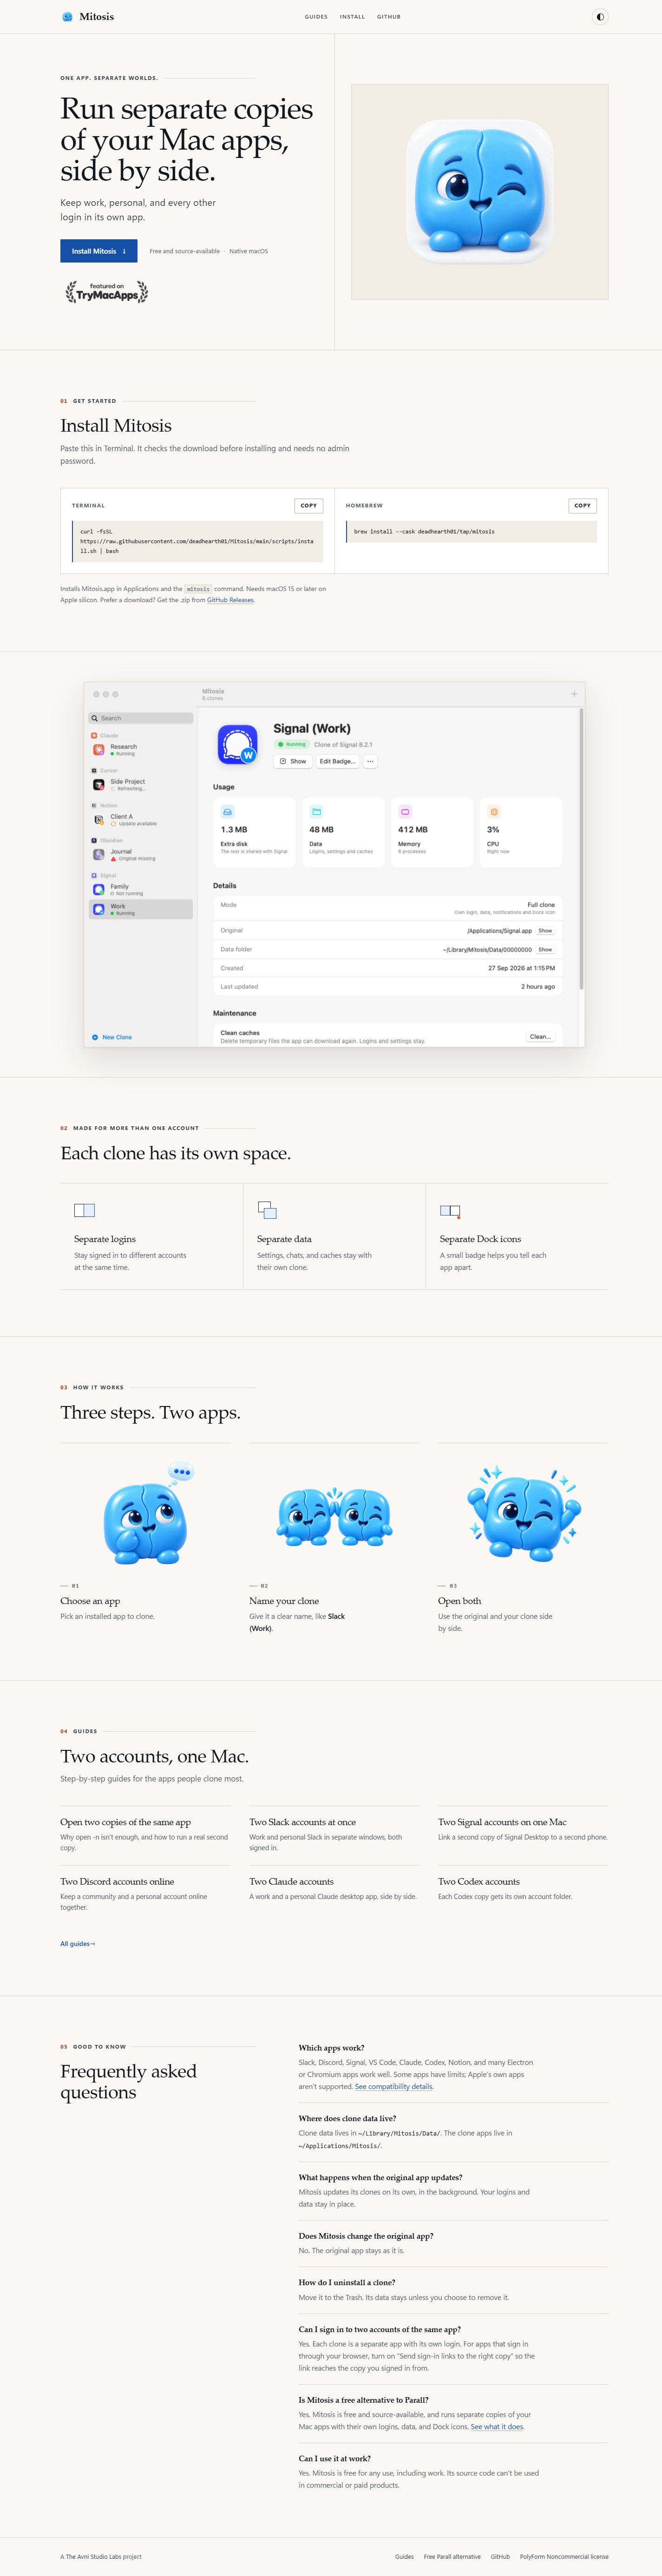 Mitosis
GUIDES
INSTALL
GITHUB
ONE APP. SEPARATE WORLDS.
Run separate copies
of your Mac apps,
side by side.
Keep work, personal, and every other
login in its own app.
Install Mitosis ↓
Free and source-available · Native macOS
featured on
TryMacApps
01 GET STARTED
Install Mitosis
Paste this in Terminal. It checks the download before installing and needs no admin
password.
TERMINAL
COPY
curl -fsSL
https://raw.githubusercontent.com/deadhearth01/Mitosis/main/scripts/insta
ll.sh | bash
HOMEBREW
COPY
brew install --cask deadhearth01/tap/mitosis
Installs Mitosis.app in Applications and the mitosis command. Needs macOS 15 or later on
Apple silicon. Prefer a download? Get the .zip from GitHub Releases.
Mitosis
6 clones
+
Search
Claude
Research
Running
Cursor
Side Project
Refreshing...
Notion
Client A
Update available
Obsidian
Journal
Original missing
Signal
Family
Not running
Work
Running
New Clone
W
Signal (Work)
Running Clone of Signal 8.2.1
Show
Edit Badge...
Usage
1.3 MB
Extra disk
The rest is shared with Signal
48 MB
Data
Logins, settings and caches
412 MB
Memory
6 processes
3%
CPU
Right now
Details
Mode
Full clone
Own login, data, notifications and Dock icon
Original
/Applications/Signal.app Show
Data folder
~/Library/Mitosis/Data/00000000 Show
Created
27 Sep 2026 at 1:15 PM
Last updated
2 hours ago
Maintenance
Clean caches
Delete temporary files the app can download again. Logins and settings stay.
Clean...
02 MADE FOR MORE THAN ONE ACCOUNT
Each clone has its own space.
Separate logins
Stay signed in to different accounts
at the same time.
Separate data
Settings, chats, and caches stay with
their own clone.
Separate Dock icons
A small badge helps you tell each
app apart.
03 HOW IT WORKS
Three steps. Two apps.
01
Choose an app
Pick an installed app to clone.
02
Name your clone
Give it a clear name, like Slack
(Work).
03
Open both
Use the original and your clone side
by side.
04 GUIDES
Two accounts, one Mac.
Step-by-step guides for the apps people clone most.
Open two copies of the same app
Why open -n isn't enough, and how to run a real second
copy.
Two Slack accounts at once
Work and personal Slack in separate windows, both
signed in.
Two Signal accounts on one Mac
Link a second copy of Signal Desktop to a second phone.
Two Discord accounts online
Keep a community and a personal account online
together.
Two Claude accounts
A work and a personal Claude desktop app, side by side.
Two Codex accounts
Each Codex copy gets its own account folder.
All guides→
05 GOOD TO KNOW
Frequently asked
questions
Which apps work?
Slack, Discord, Signal, VS Code, Claude, Codex, Notion, and many Electron
or Chromium apps work well. Some apps have limits; Apple's own apps
aren't supported. See compatibility details.
Where does clone data live?
Clone data lives in ~/Library/Mitosis/Data/. The clone apps live in
~/Applications/Mitosis/.
What happens when the original app updates?
Mitosis updates its clones on its own, in the background. Your logins and
data stay in place.
Does Mitosis change the original app?
No. The original app stays as it is.
How do I uninstall a clone?
Move it to the Trash. Its data stays unless you choose to remove it.
Can I sign in to two accounts of the same app?
Yes. Each clone is a separate app with its own login. For apps that sign in
through your browser, turn on "Send sign-in links to the right copy" so the
link reaches the copy you signed in from.
Is Mitosis a free alternative to Parall?
Yes. Mitosis is free and source-available, and runs separate copies of your
Mac apps with their own logins, data, and Dock icons. See what it does.
Can I use it at work?
Yes. Mitosis is free for any use, including work. Its source code can't be used
in commercial or paid products.
A The Avni Studio Labs project
Guides
Free Parall alternative
GitHub
PolyForm Noncommercial license